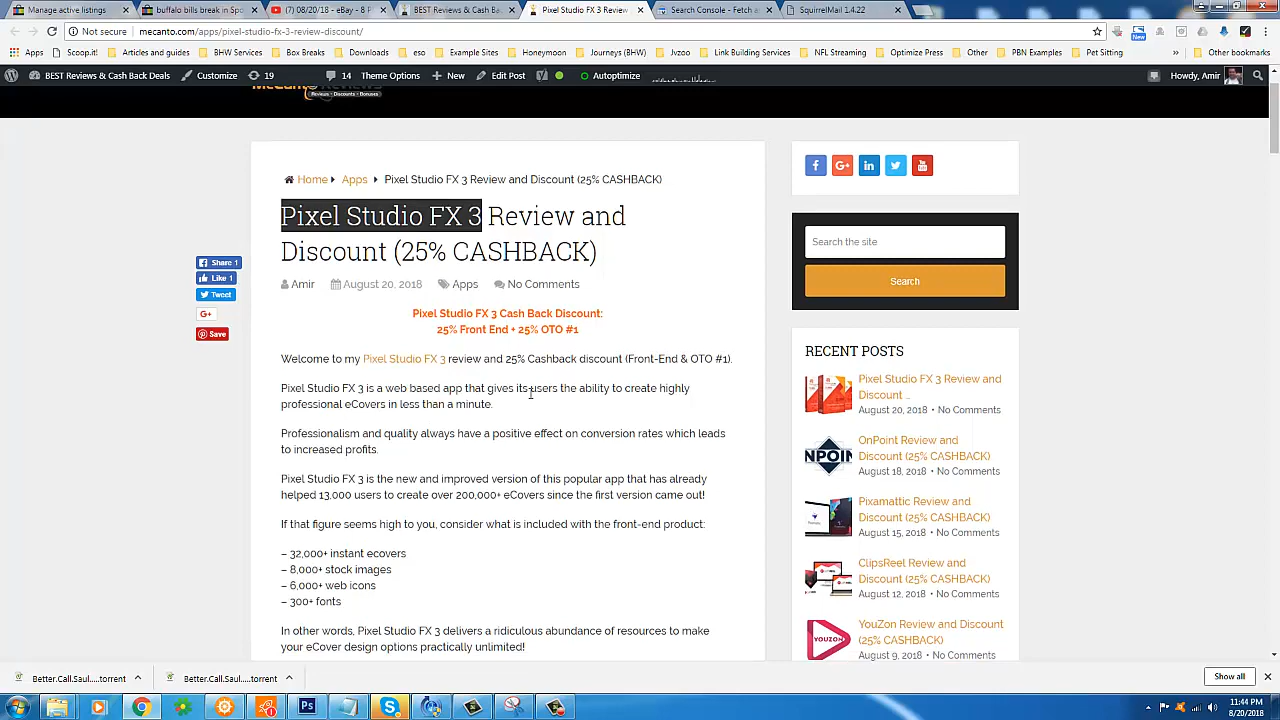 Manage active listings
buffalo bills break in Spo
(7) 08/20/18 - eBay - 8 F
BEST Reviews & Cash Ba
Pixel Studio FX 3 Review
Search Console - Fetch a
SquirrelMail 1.4.22
Not secure mecanto.com/apps/pixel-studio-fx-3-review-discount/
New
Apps
Suggested Sites
Articles and guides
BHW Services
Box Breaks
Downloads
esl
Example Sites
Hormorrison
Journeys (BHW)
Jvzoo
Link Building Services
NFL Streaming
Optimize Press
Other
PBN Examples
Pet Sitting
Other bookmarks
BEST Reviews & Cash Back Deals
Customize
19
14
Theme Options
New
Edit Post
Autoptimize
Howdy, Amir
Reviews • Discounts • Bonuses
Home
Apps
Pixel Studio FX 3 Review and Discount (25% CASHBACK)
Pixel Studio FX 3 Review and
Discount (25% CASHBACK)
Amir August 20, 2018 Apps No Comments
Share 1
Like 1
Tweet
G+
Save
Pixel Studio FX 3 Cash Back Discount:
25% Front End + 25% OTO #1
Welcome to my Pixel Studio FX 3 review and 25% Cashback discount (Front-End & OTO #1).
Pixel Studio FX 3 is a web based app that gives its users the ability to create highly
professional eCovers in less than a minute.
Professionalism and quality always have a positive effect on conversion rates which leads
to increased profits.
Pixel Studio FX 3 is the new and improved version of this popular app that has already
helped 13,000 users to create over 200,000+ eCovers since the first version came out!
If that figure seems high to you, consider what is included with the front-end product:
– 32,000+ instant ecovers
– 8,000+ stock images
– 6,000+ web icons
– 300+ fonts
In other words, Pixel Studio FX 3 delivers a ridiculous abundance of resources to make
your eCover design options practically unlimited!
Search the site
Search
RECENT POSTS
Pixel Studio FX 3 Review and
Discount ...
August 20, 2018 • No Comments
OnPoint Review and
Discount (25% CASHBACK)
August 18, 2018 • No Comments
Pixamattic Review and
Discount (25% CASHBACK)
August 15, 2018 • No Comments
ClipsReel Review and
Discount (25% CASHBACK)
August 12, 2018 • No Comments
YOUZON
YouZon Review and Discount
(25% CASHBACK)
August 9, 2018 • No Comments
Better.Call.Saul.....torrent
Better.Call.Saul.....torrent
Show all
11:44 PM
8/20/2018